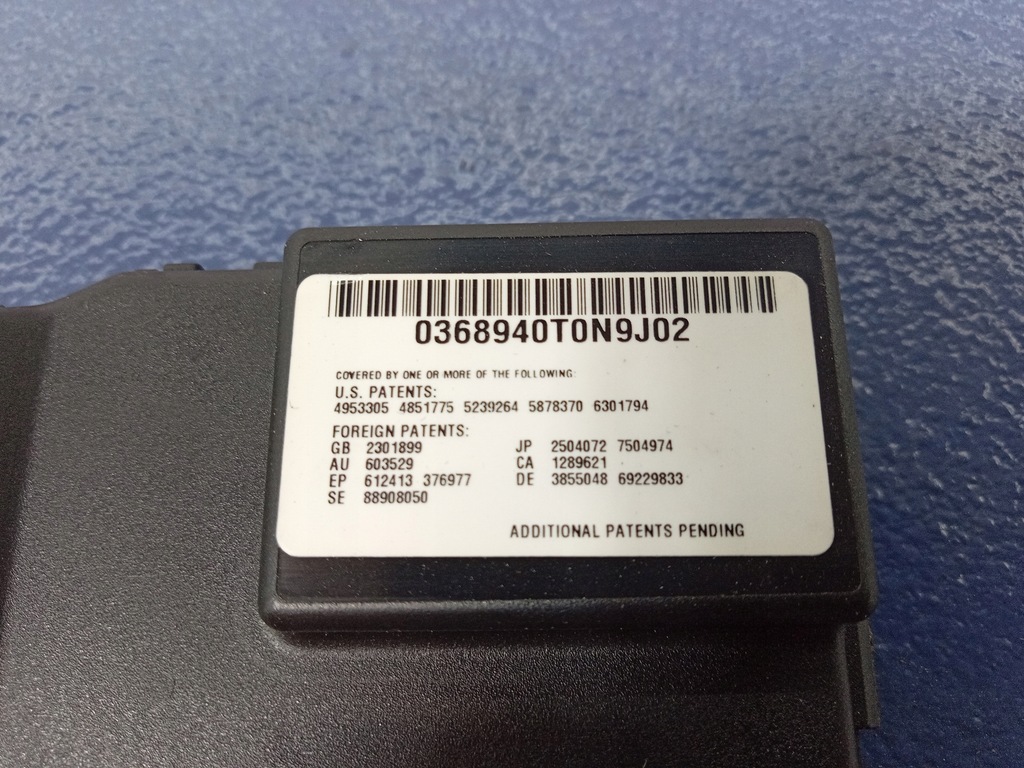 0368940T0N9J02
COVERED BY ONE OR MORE OF THE FOLLOWING:
U.S. PATENTS:
4953305 4851775 5239264 5878370 6301794
FOREIGN PATENTS:
GB 2301899 JP 2504072 7504974
AU 603529 CA 1289621
EP 612413 376977 DE 3855048 69229833
SE 88908050
ADDITIONAL PATENTS PENDING